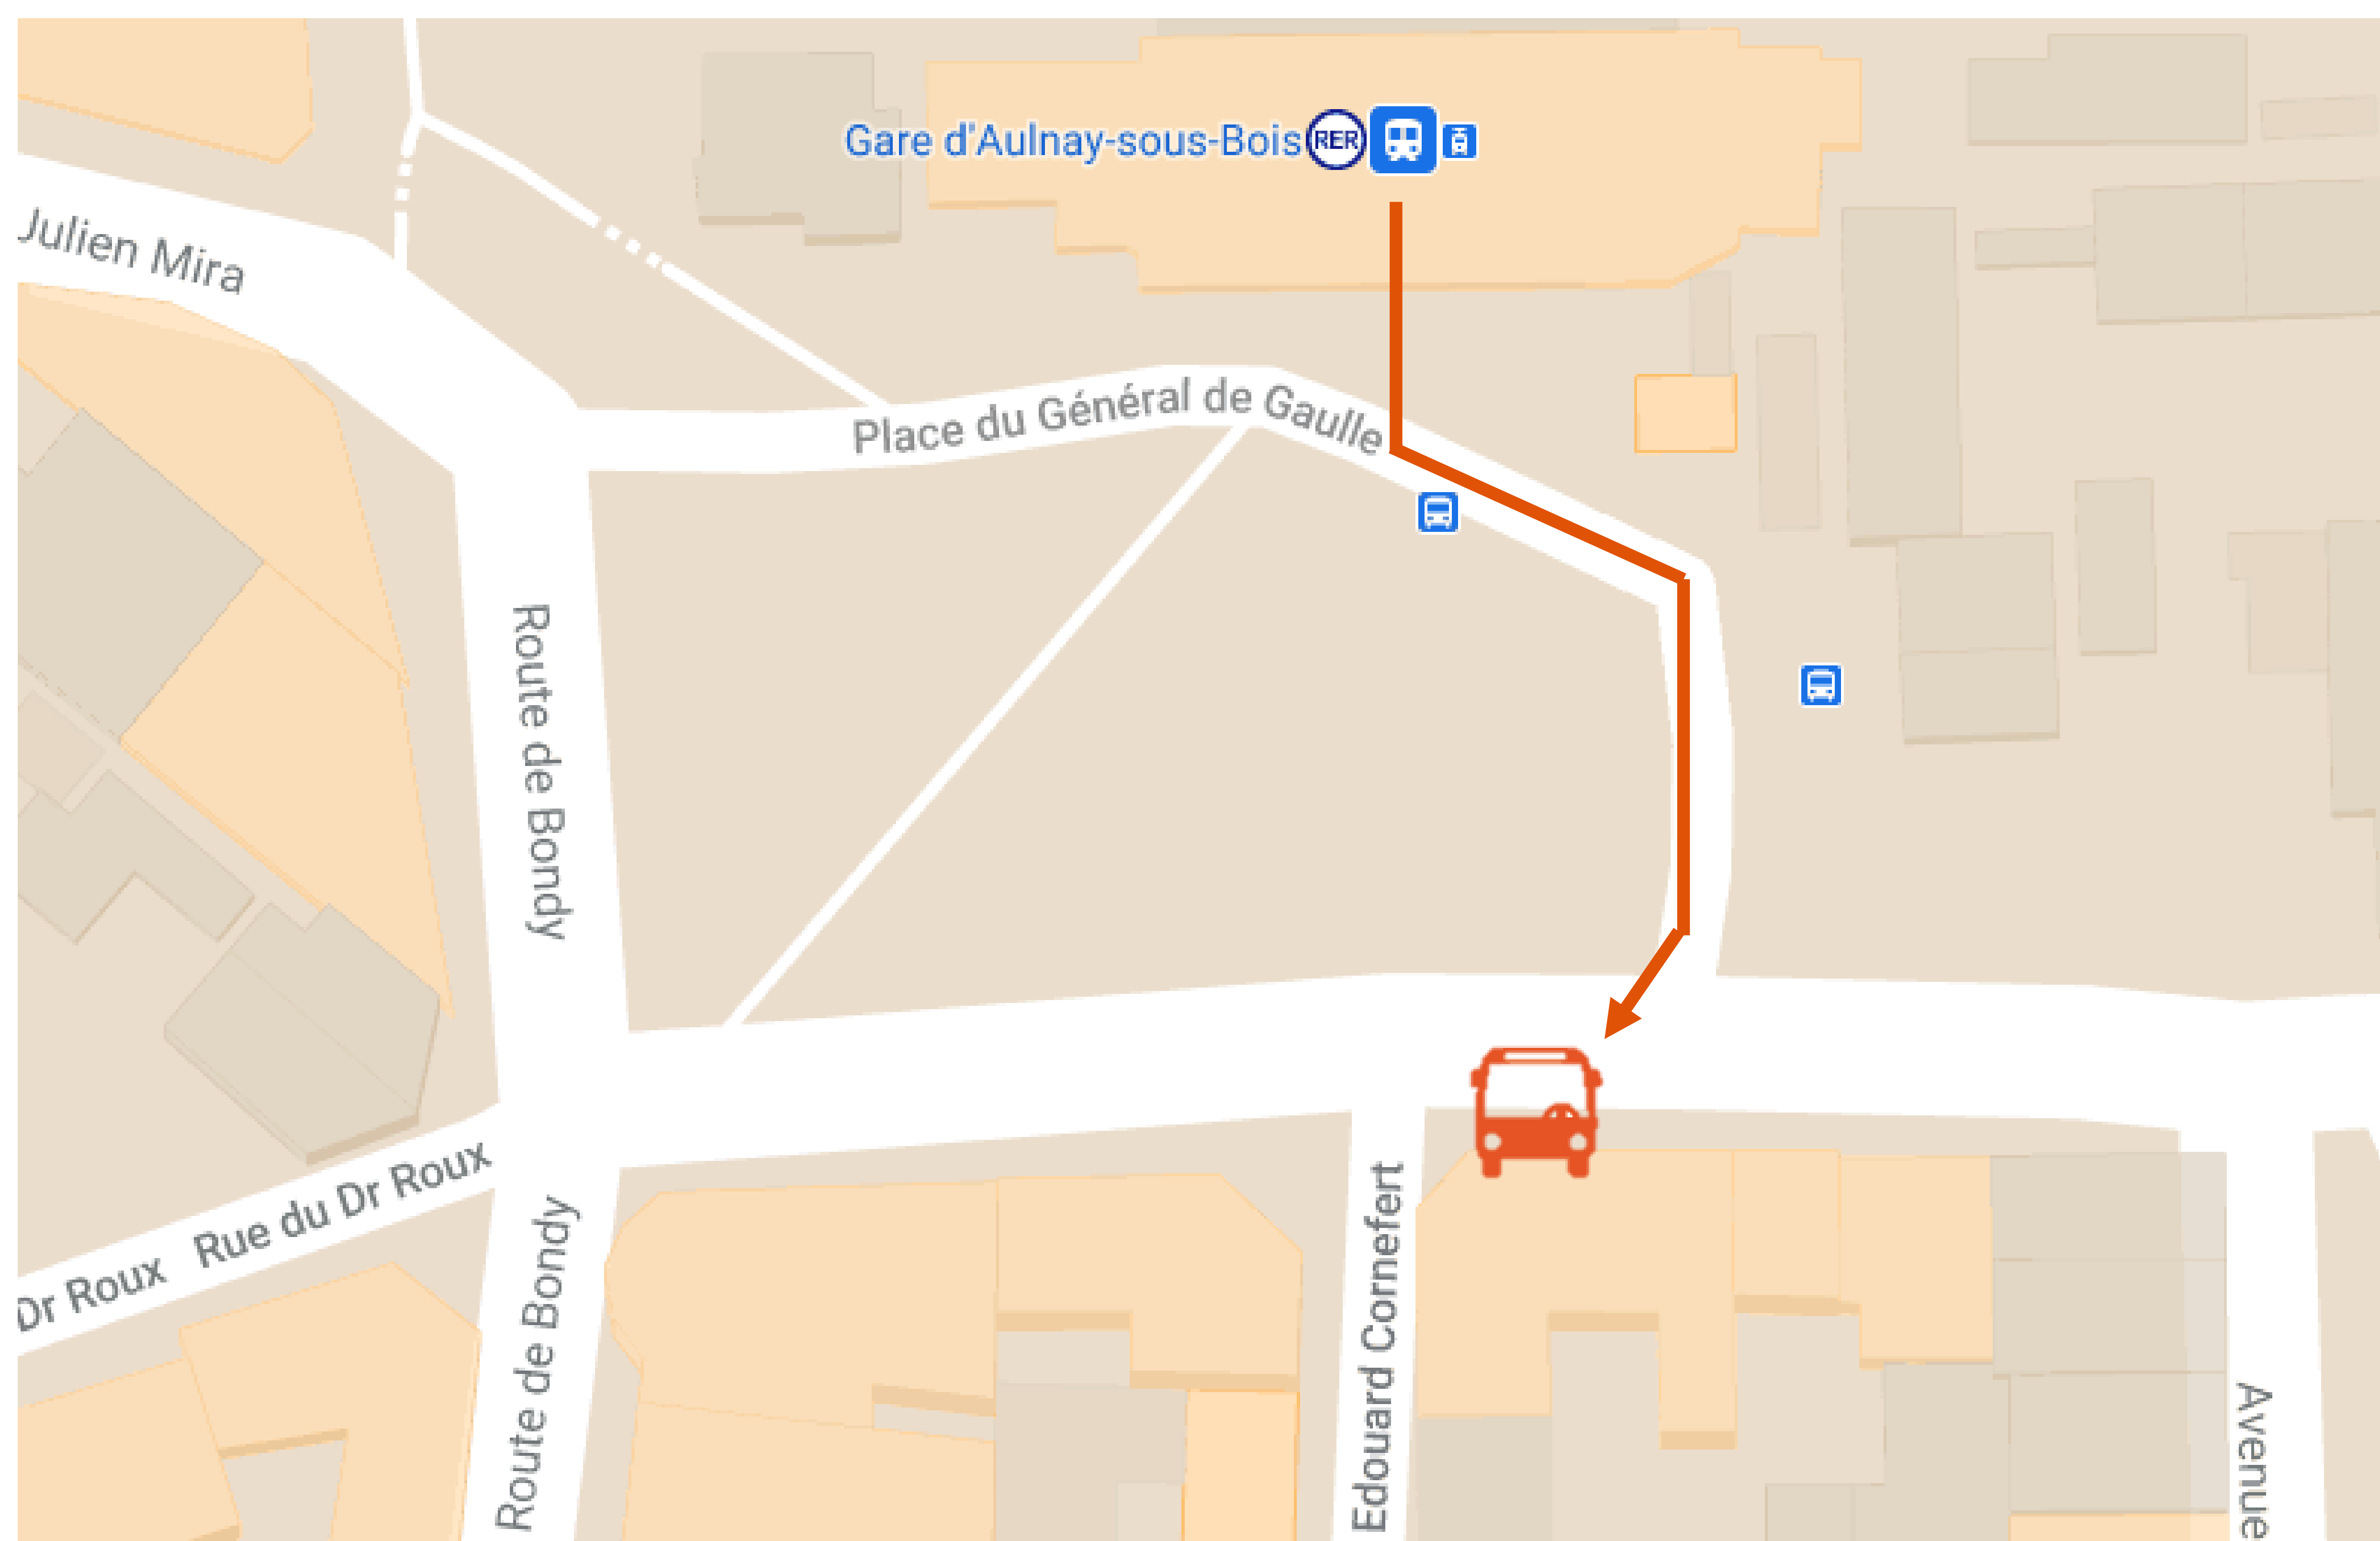 Gare d'Aulnay-sous-Bois RER
Julien Mira
Place du Général de Gaulle
Route de Bondy
Rue du Dr Roux
Dr Roux
Route de Bondy
Edouard Cornefert
Avenue